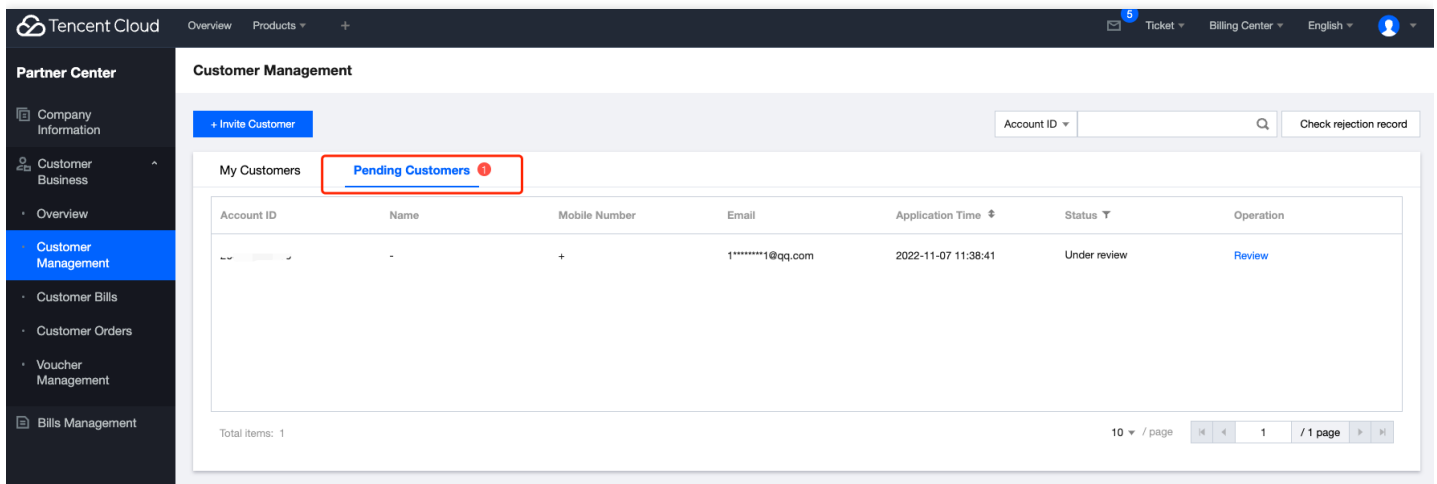 Tencent Cloud
Overview Products + 5 Ticket Billing Center English
Partner Center
Customer Management
Company
Information
+ Invite Customer
Account ID
Check rejection record
Customer
Business
My Customers
Pending Customers 1
Overview
Account ID Name Mobile Number Email Application Time Status Operation
Customer
Management
- + 1********1@qq.com 2022-11-07 11:38:41 Under review Review
Customer Bills
Customer Orders
Voucher
Management
Bills Management
Total items: 1
10 / page 1 / 1 page